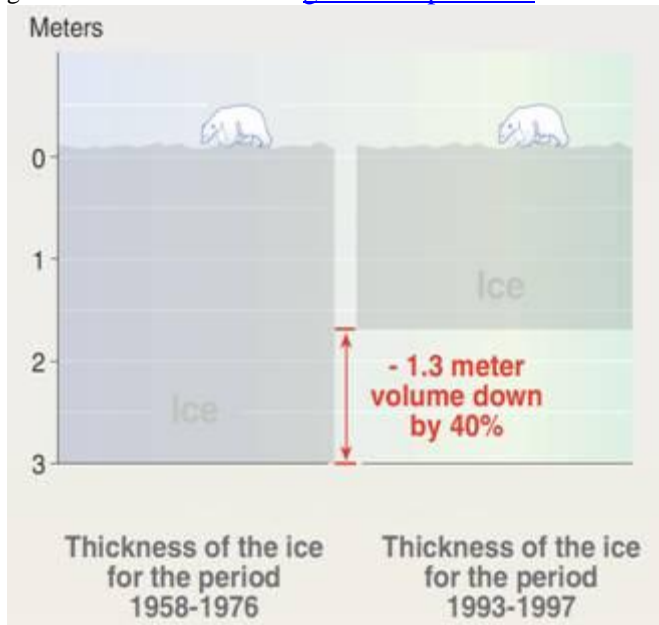 Meters
0
1
2
3
Ice
Ice
- 1.3 meter
volume down
by 40%
Thickness of the ice
for the period
1958-1976
Thickness of the ice
for the period
1993-1997